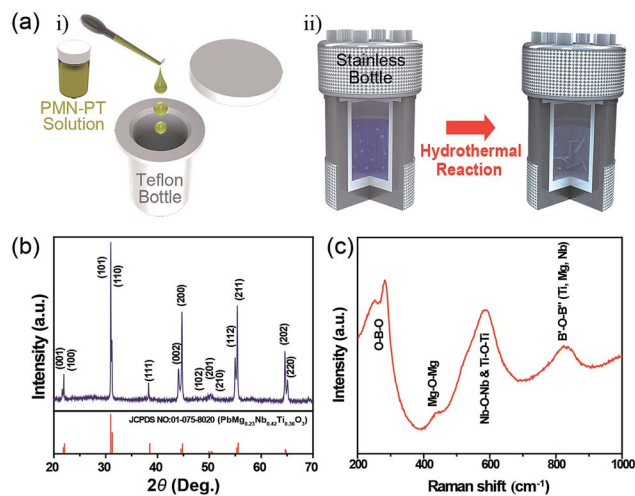 (a) i)
PMN-PT
Solution
Teflon
Bottle
ii)
Stainless
Bottle
Hydrothermal
Reaction
(b)
Intensity (a.u.)
(001)
(100)
(101)
(110)
(111)
(002)
(200)
(102)
(201)
(210)
(112)
(211)
(202)
(220)
JCPDS NO:01-075-8020 (PbMg0.23Nb0.42Ti0.36O3)
20 30 40 50 60 70
2θ (Deg.)
(c)
Intensity (a.u.)
O-B-O
Mg-O-Mg
Nb-O-Nb & Ti-O-Ti
B'-O-B'' (Ti, Mg, Nb)
200 400 600 800 1000
Raman shift (cm⁻¹)